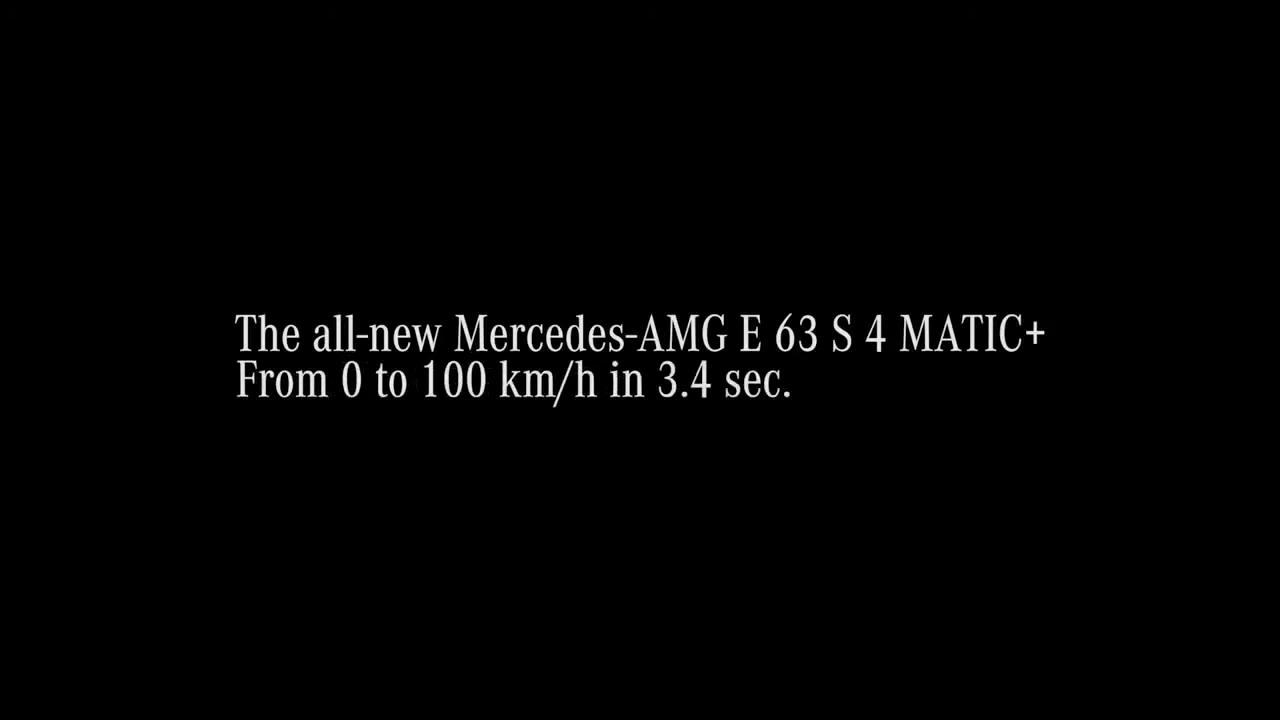 The all-new Mercedes-AMG E 63 S 4 MATIC+
From 0 to 100 km/h in 3.4 sec.